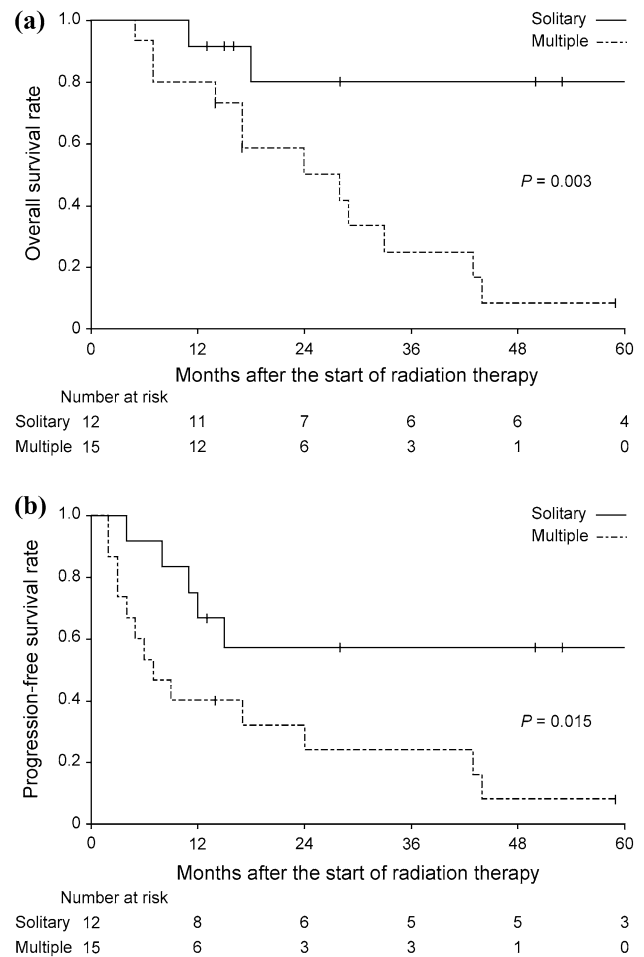 (a)
Solitary
Multiple
1.0
0.8
0.6
0.4
0.2
0
Overall survival rate
P = 0.003
0 12 24 36 48 60
Months after the start of radiation therapy
Number at risk
Solitary 12 11 7 6 6 4
Multiple 15 12 6 3 1 0
(b)
Solitary
Multiple
1.0
0.8
0.6
0.4
0.2
0
Progression-free survival rate
P = 0.015
0 12 24 36 48 60
Months after the start of radiation therapy
Number at risk
Solitary 12 8 6 5 5 3
Multiple 15 6 3 3 1 0